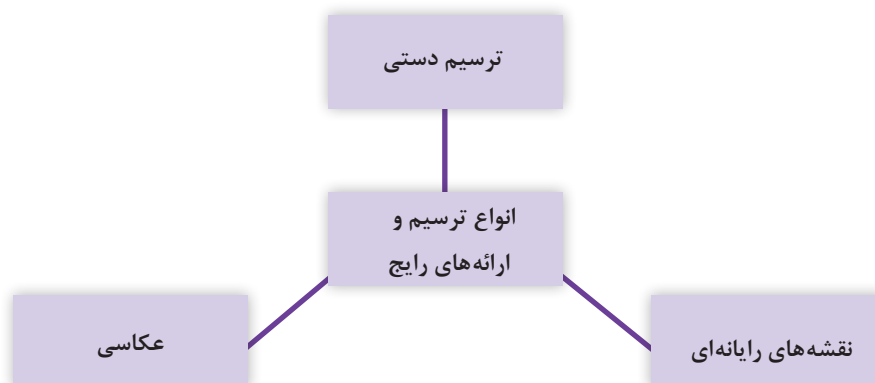 ترسیم دستی
انواع ترسیم و
ارائه‌های رایج
نقشه‌های رایانه‌ای
عکاسی